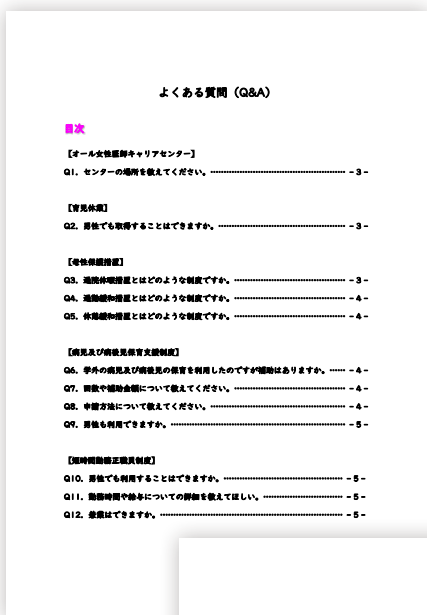 よくある質問（Q&A）
目次
【オール女性医師キャリアセンター】
Q1．センターの場所を教えてください。 －3－
【育児休業】
Q2．男性でも取得することはできますか。 －3－
【母性保護措置】
Q3．通院休暇措置とはどのような制度ですか。 －3－
Q4．通勤緩和措置とはどのような制度ですか。 －4－
Q5．休憩緩和措置とはどのような制度ですか。 －4－
【病児及び病後児保育支援制度】
Q6．学外の病児及び病後児の保育を利用したのですが補助はありますか。 －4－
Q7．回数や補助金額について教えてください。 －4－
Q8．申請方法について教えてください。 －4－
Q9．男性も利用できますか。 －5－
【短時間勤務正職員制度】
Q10．男性でも利用することはできますか。 －5－
Q11．勤務時間や給与についての詳細を教えてほしい。 －5－
Q12．兼業はできますか。 －5－